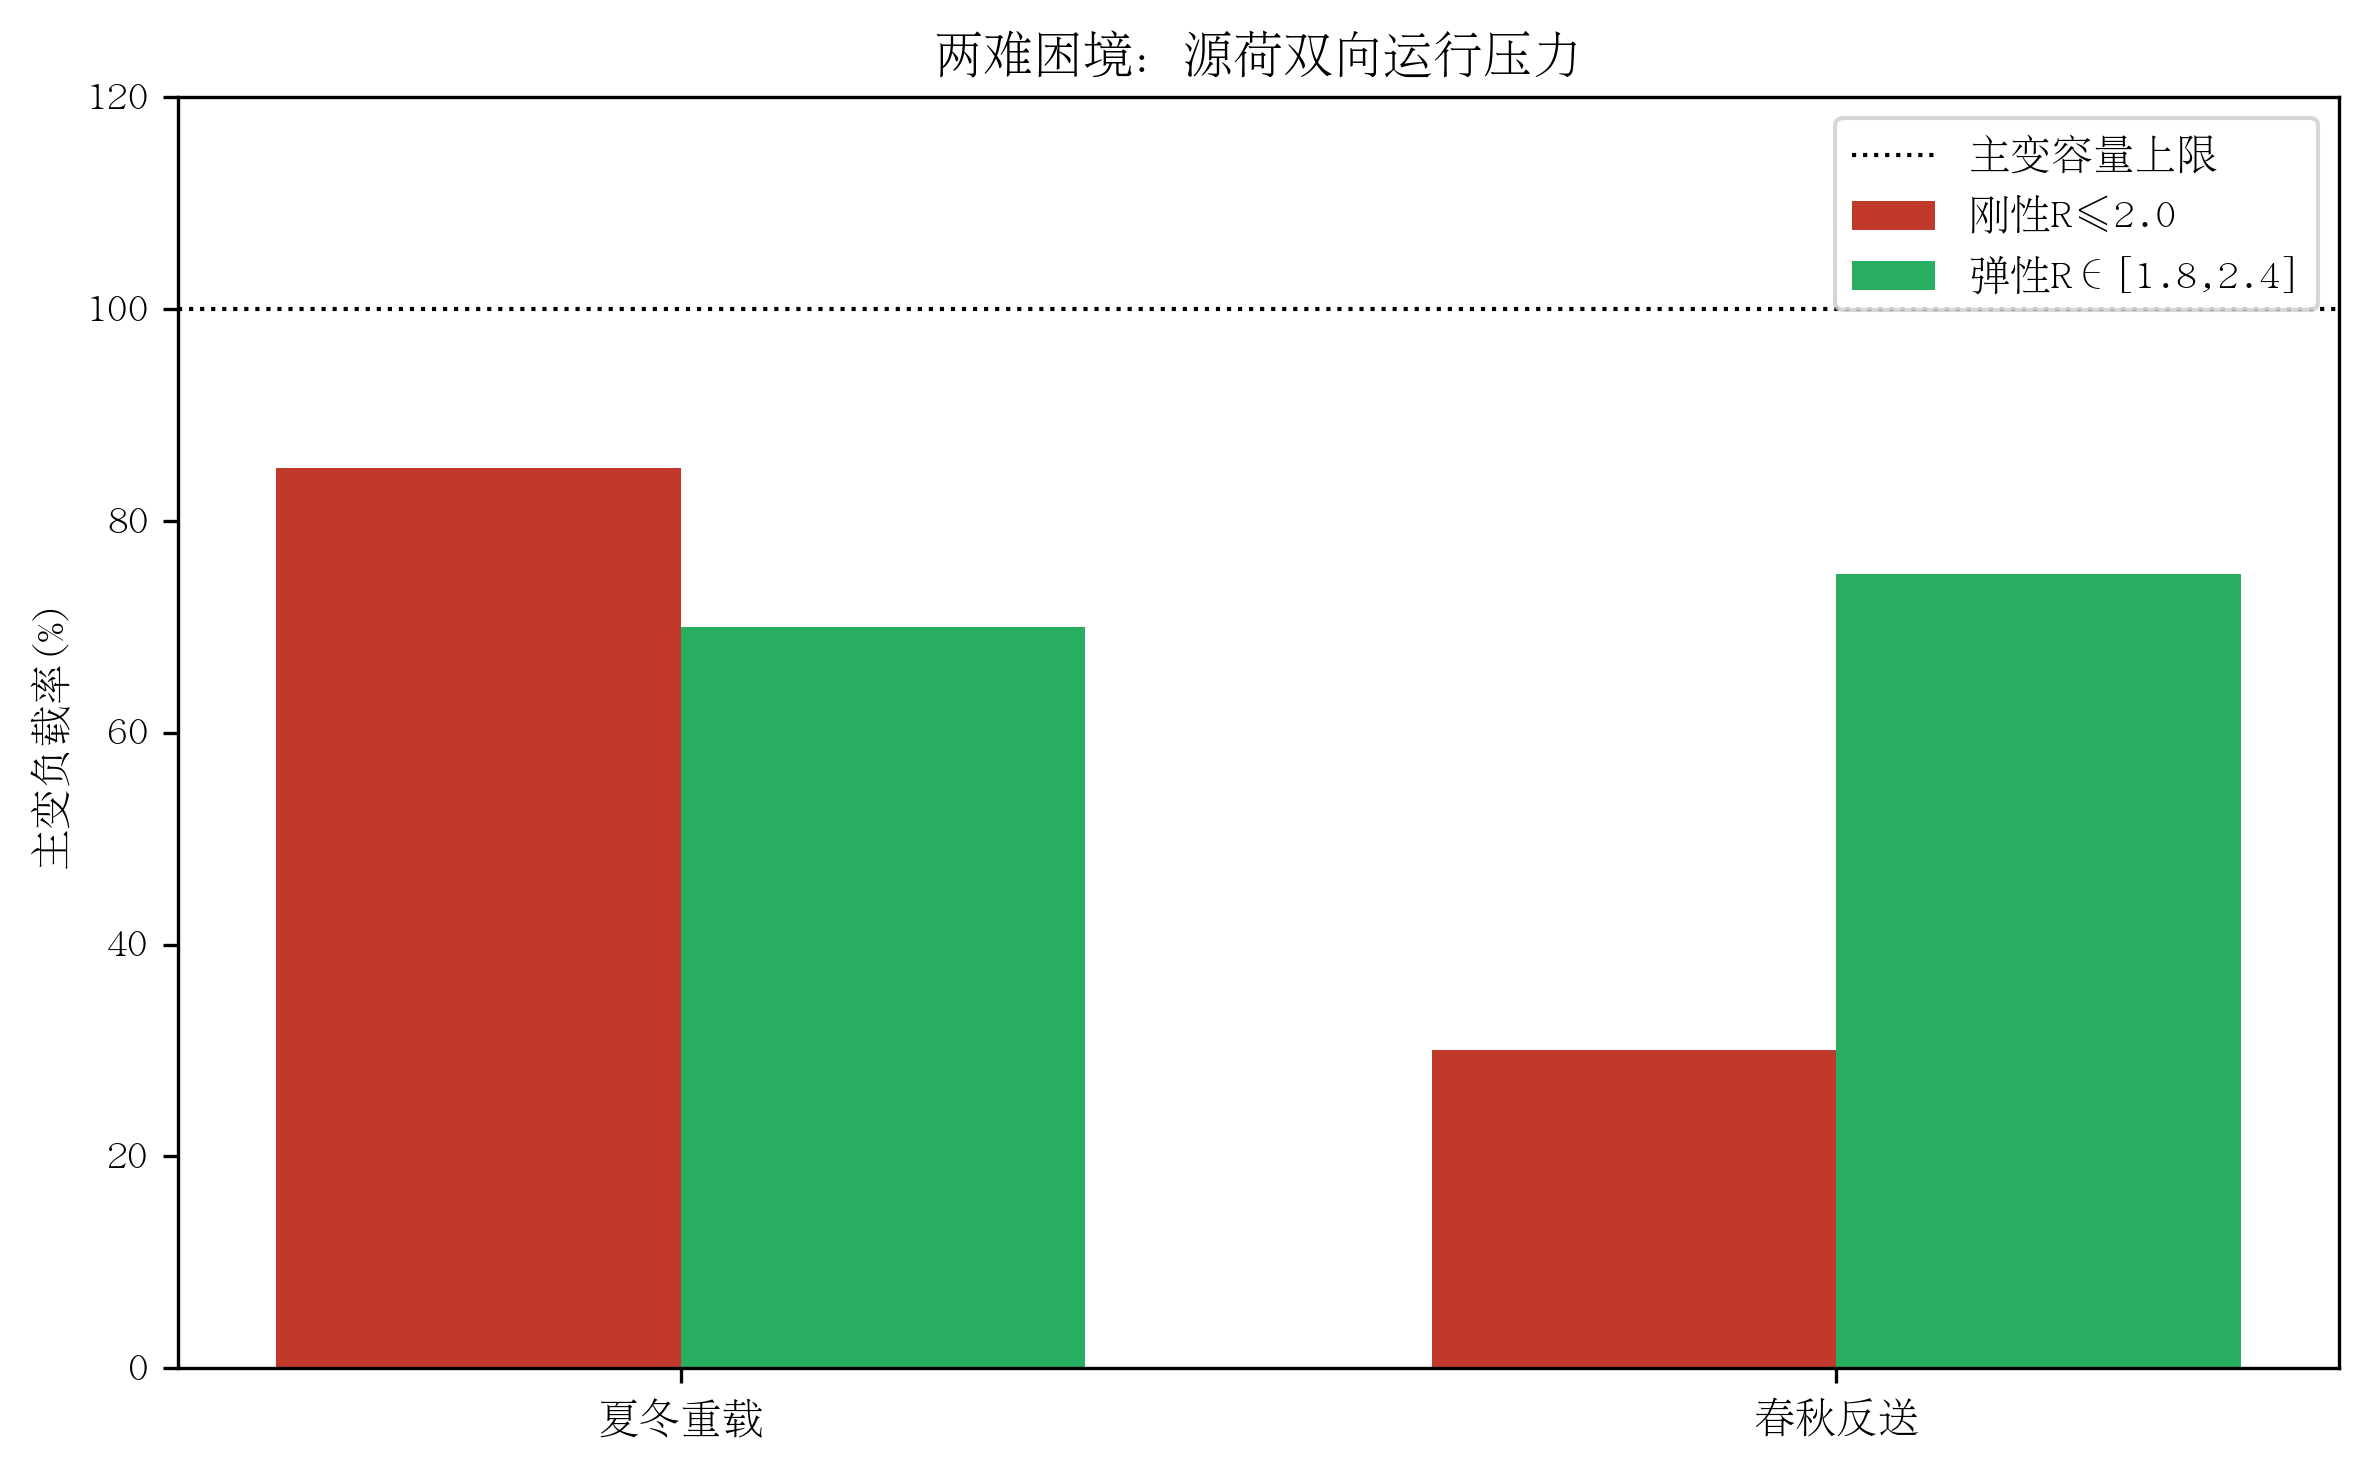 两难困境：源荷双向运行压力
主变容量上限
刚性R≤2.0
弹性R∈[1.8,2.4]
主变负载率(%)
120
100
80
60
40
20
0
夏冬重载
春秋反送